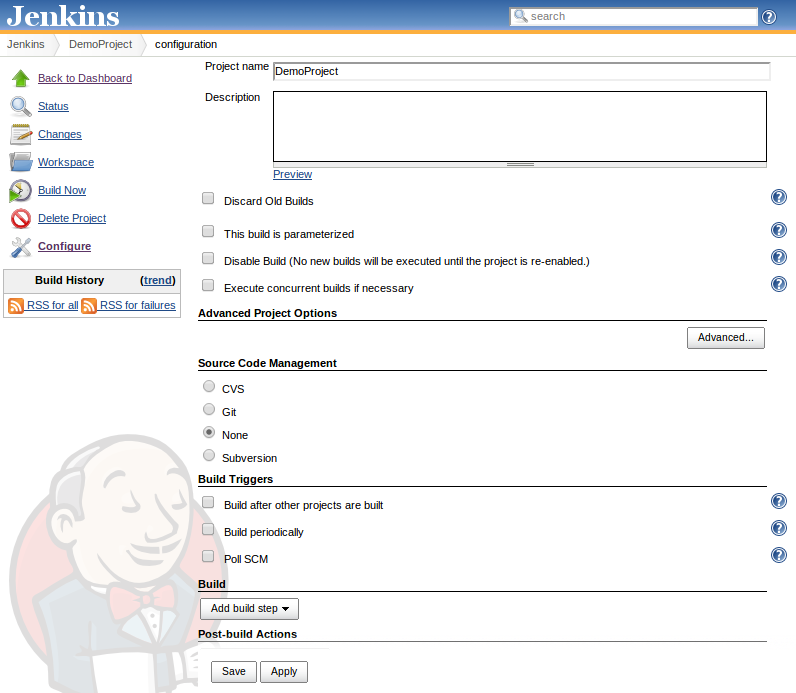 Jenkins
search
Jenkins DemoProject configuration
Back to Dashboard
Status
Changes
Workspace
Build Now
Delete Project
Configure
Build History (trend)
RSS for all RSS for failures
Project name DemoProject
Description
Preview
Discard Old Builds
This build is parameterized
Disable Build (No new builds will be executed until the project is re-enabled.)
Execute concurrent builds if necessary
Advanced Project Options
Advanced...
Source Code Management
CVS
Git
None
Subversion
Build Triggers
Build after other projects are built
Build periodically
Poll SCM
Build
Add build step
Post-build Actions
Save Apply